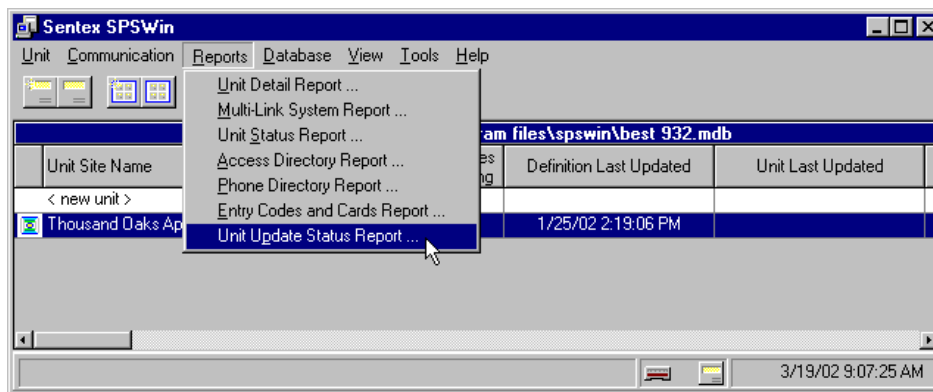 Sentex SPSWin
Unit Communication Reports Database View Tools Help
Unit Detail Report ...
Multi-Link System Report ...
Unit Status Report ...
Access Directory Report ...
Phone Directory Report ...
Entry Codes and Cards Report ...
Unit Update Status Report ...
am files\spswin\best 932.mdb
Unit Site Name Definition Last Updated Unit Last Updated
< new unit >
Thousand Oaks Ap 1/25/02 2:19:06 PM
3/19/02 9:07:25 AM